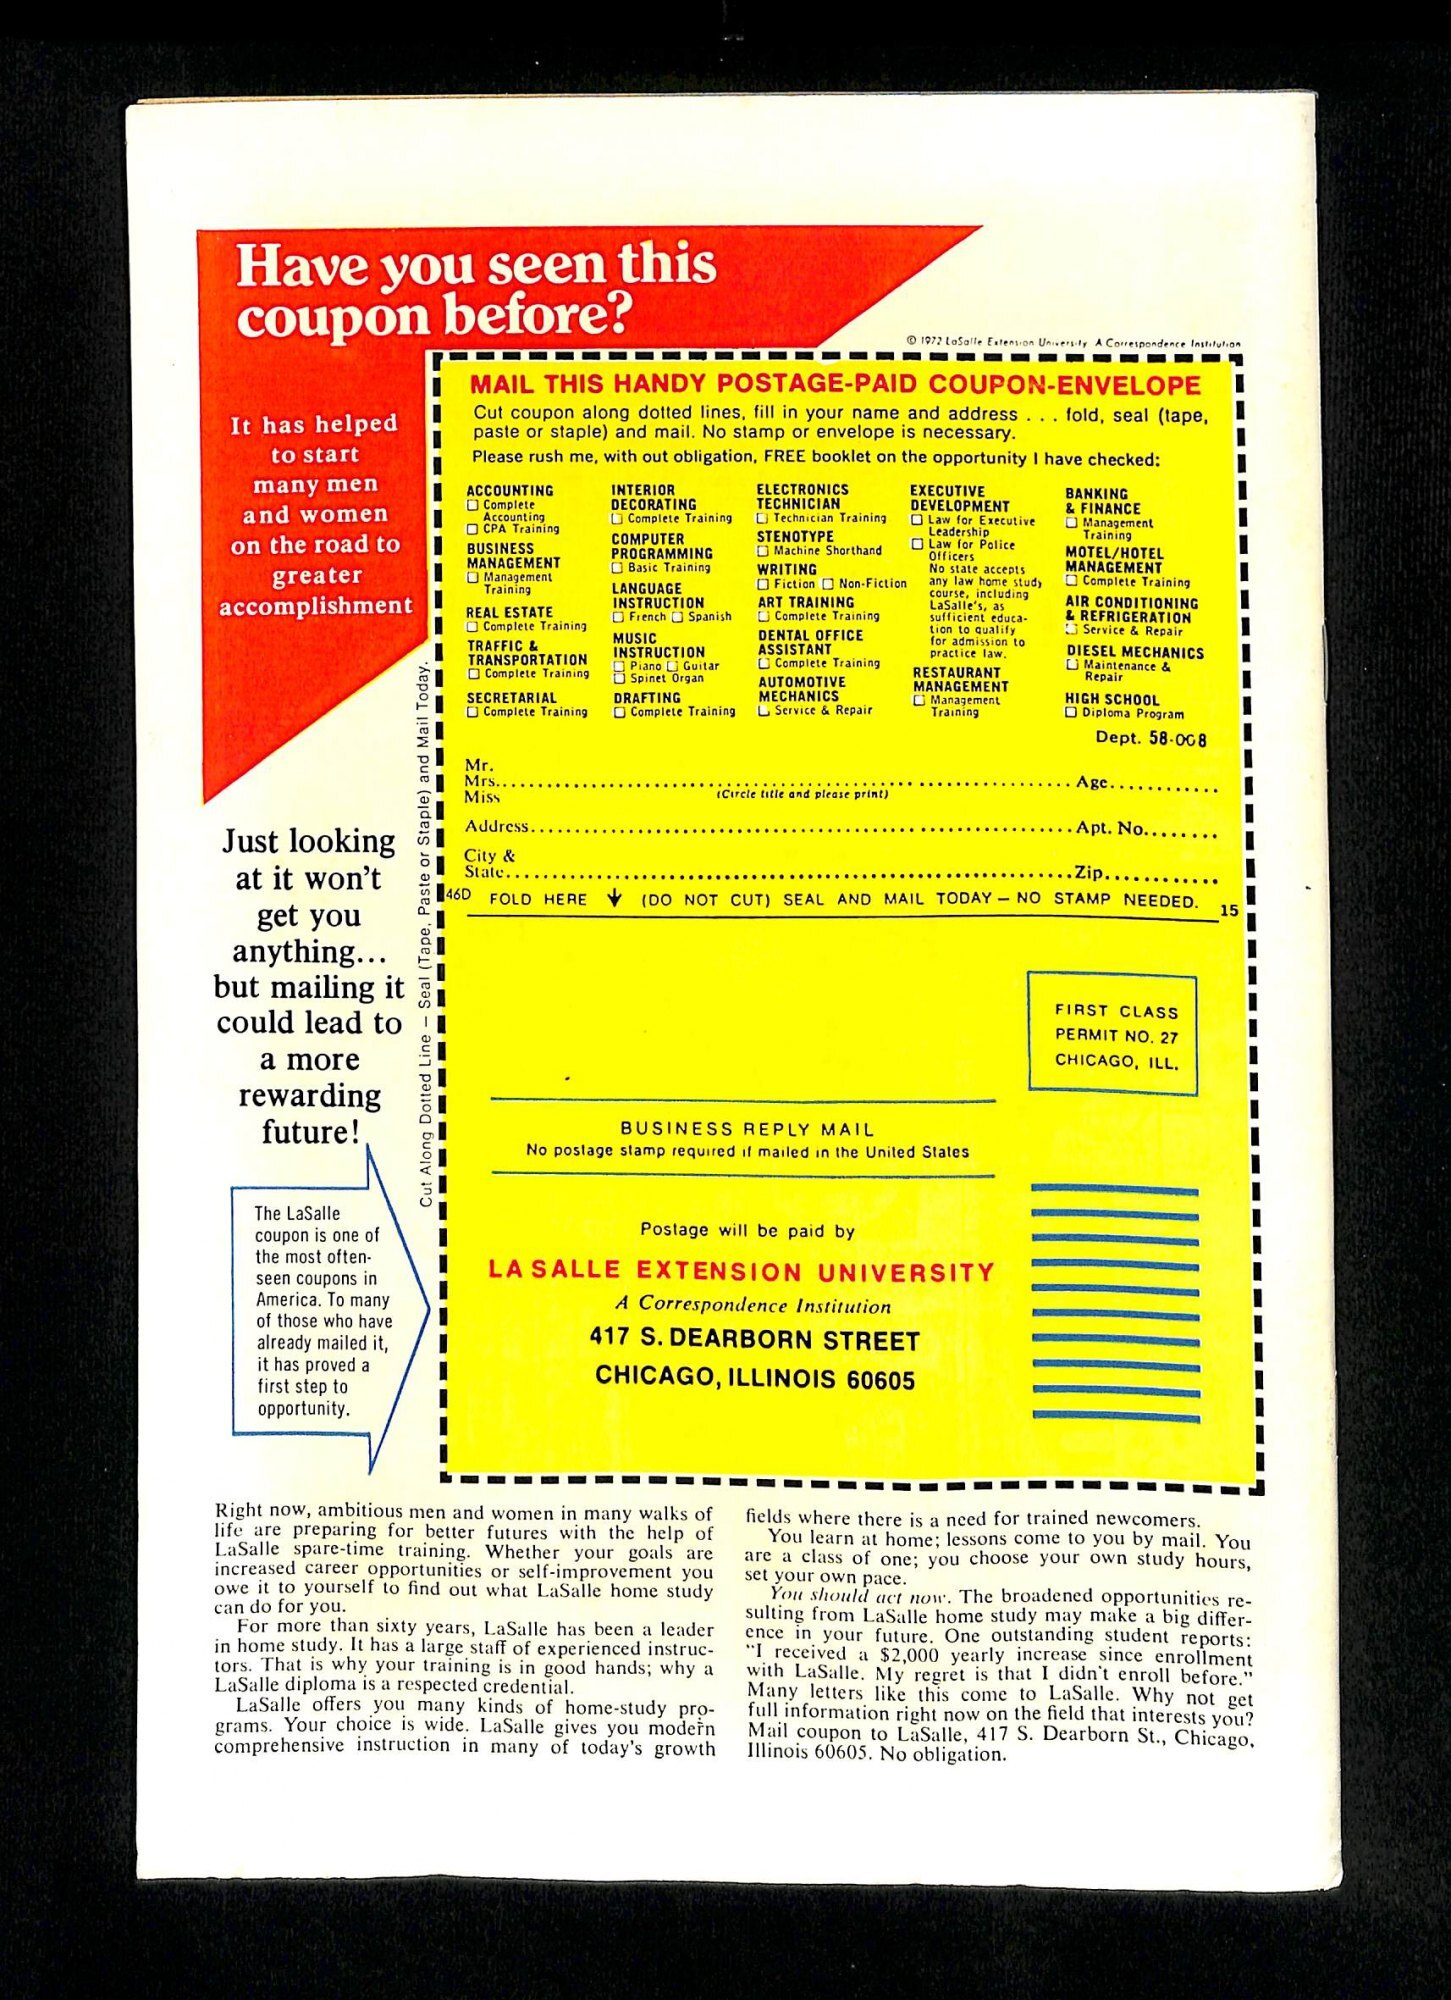 Have you seen this
coupon before?
© 1972 LaSalle Extension University A Correspondence Institution
It has helped
to start
many men
and women
on the road to
greater
accomplishment
Just looking
at it won't
get you
anything...
but mailing it
could lead to
a more
rewarding
future!
The LaSalle
coupon is one of
the most often-
seen coupons in
America. To many
of those who have
already mailed it,
it has proved a
first step to
opportunity.
Cut Along Dotted Line — Seal (Tape, Paste or Staple) and Mail Today.
MAIL THIS HANDY POSTAGE-PAID COUPON-ENVELOPE
Cut coupon along dotted lines, fill in your name and address . . . fold, seal (tape,
paste or staple) and mail. No stamp or envelope is necessary.
Please rush me, with out obligation, FREE booklet on the opportunity I have checked:
ACCOUNTING
☐ Complete
Accounting
☐ CPA Training
BUSINESS
MANAGEMENT
☐ Management
Training
REAL ESTATE
☐ Complete Training
TRAFFIC &
TRANSPORTATION
☐ Complete Training
SECRETARIAL
☐ Complete Training
INTERIOR
DECORATING
☐ Complete Training
COMPUTER
PROGRAMMING
☐ Basic Training
LANGUAGE
INSTRUCTION
☐ French ☐ Spanish
MUSIC
INSTRUCTION
☐ Piano ☐ Guitar
☐ Spinet Organ
DRAFTING
☐ Complete Training
ELECTRONICS
TECHNICIAN
☐ Technician Training
STENOTYPE
☐ Machine Shorthand
WRITING
☐ Fiction ☐ Non-Fiction
ART TRAINING
☐ Complete Training
DENTAL OFFICE
ASSISTANT
☐ Complete Training
AUTOMOTIVE
MECHANICS
☐ Service & Repair
EXECUTIVE
DEVELOPMENT
☐ Law for Executive
Leadership
☐ Law for Police
Officers
No state accepts
any law home study
course, including
LaSalle's, as
sufficient educa-
tion to qualify
for admission to
practice law.
RESTAURANT
MANAGEMENT
☐ Management
Training
BANKING
& FINANCE
☐ Management
Training
MOTEL/HOTEL
MANAGEMENT
☐ Complete Training
AIR CONDITIONING
& REFRIGERATION
☐ Service & Repair
DIESEL MECHANICS
☐ Maintenance &
Repair
HIGH SCHOOL
☐ Diploma Program
Dept. 58-008
Mr.
Mrs. Age
Miss (Circle title and please print)
Address Apt. No.
City &
State Zip
46D FOLD HERE ↓ (DO NOT CUT) SEAL AND MAIL TODAY — NO STAMP NEEDED. 15
FIRST CLASS
PERMIT NO. 27
CHICAGO, ILL.
BUSINESS REPLY MAIL
No postage stamp required if mailed in the United States
Postage will be paid by
LA SALLE EXTENSION UNIVERSITY
A Correspondence Institution
417 S. DEARBORN STREET
CHICAGO, ILLINOIS 60605
Right now, ambitious men and women in many walks of
life are preparing for better futures with the help of
LaSalle spare-time training. Whether your goals are
increased career opportunities or self-improvement you
owe it to yourself to find out what LaSalle home study
can do for you.
For more than sixty years, LaSalle has been a leader
in home study. It has a large staff of experienced instruc-
tors. That is why your training is in good hands; why a
LaSalle diploma is a respected credential.
LaSalle offers you many kinds of home-study pro-
grams. Your choice is wide. LaSalle gives you modern
comprehensive instruction in many of today's growth
fields where there is a need for trained newcomers.
You learn at home; lessons come to you by mail. You
are a class of one; you choose your own study hours,
set your own pace.
You should act now. The broadened opportunities re-
sulting from LaSalle home study may make a big differ-
ence in your future. One outstanding student reports:
"I received a $2,000 yearly increase since enrollment
with LaSalle. My regret is that I didn't enroll before."
Many letters like this come to LaSalle. Why not get
full information right now on the field that interests you?
Mail coupon to LaSalle, 417 S. Dearborn St., Chicago,
Illinois 60605. No obligation.